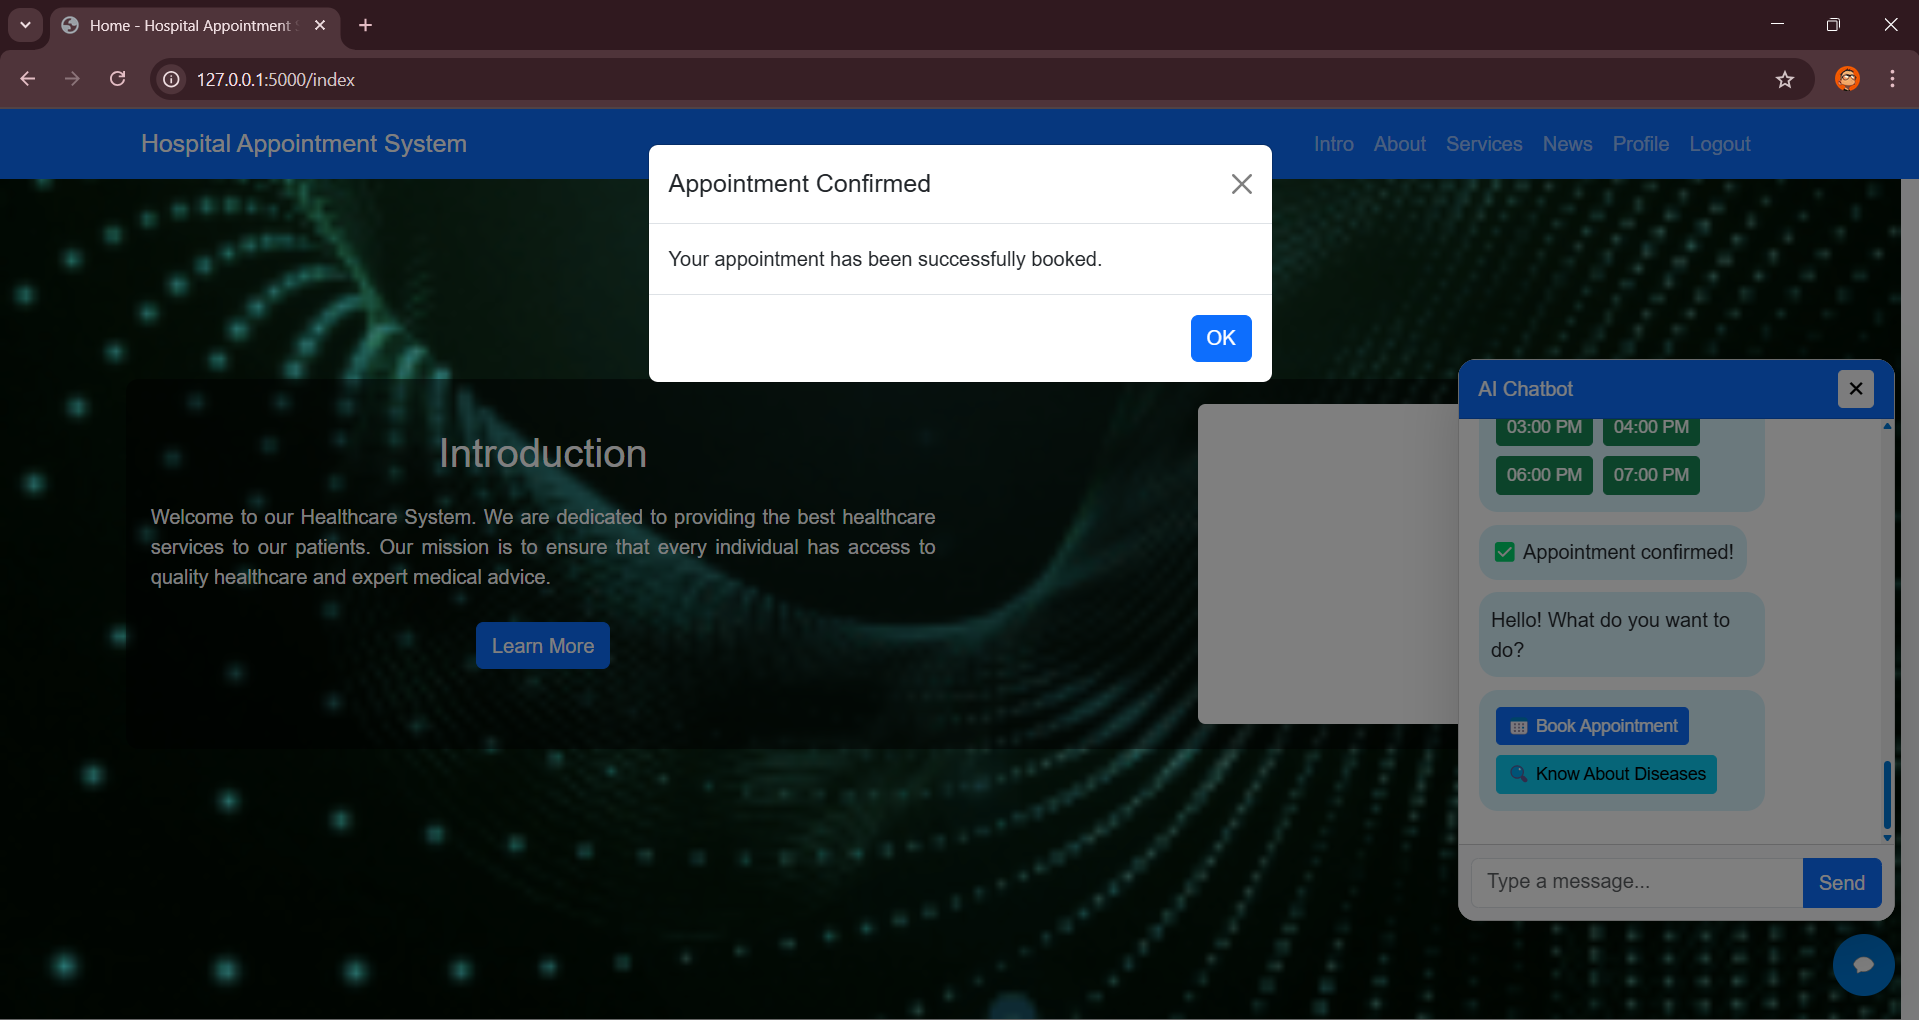 Home - Hospital Appointment
127.0.0.1:5000/index
Hospital Appointment System
Intro About Services News Profile Logout
Appointment Confirmed
Your appointment has been successfully booked.
OK
Introduction
Welcome to our Healthcare System. We are dedicated to providing the best healthcare
services to our patients. Our mission is to ensure that every individual has access to
quality healthcare and expert medical advice.
Learn More
AI Chatbot
03:00 PM 04:00 PM
06:00 PM 07:00 PM
✅ Appointment confirmed!
Hello! What do you want to
do?
📅 Book Appointment
🔍 Know About Diseases
Type a message...
Send